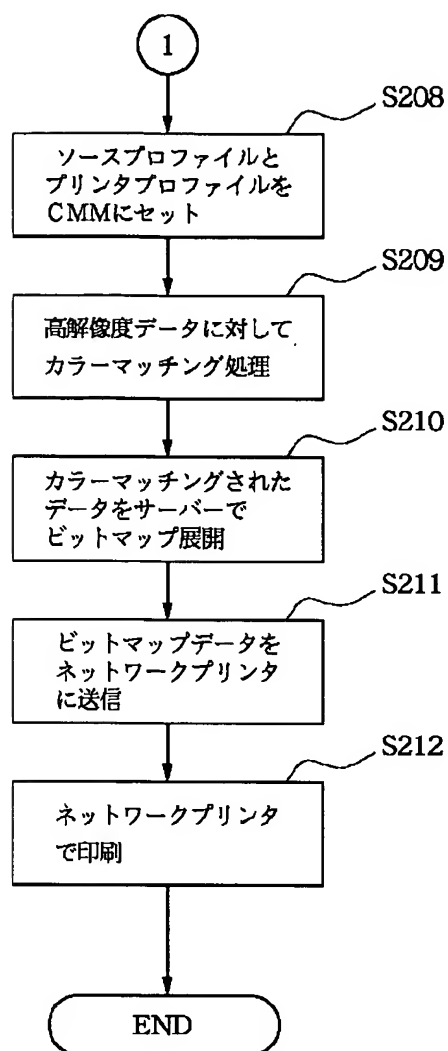 1
S208
ソースプロファイルと
プリンタプロファイルを
CMMにセット
S209
高解像度データに対して
カラーマッチング処理
S210
カラーマッチングされた
データをサーバーで
ビットマップ展開
S211
ビットマップデータを
ネットワークプリンタ
に送信
S212
ネットワークプリンタ
で印刷
END